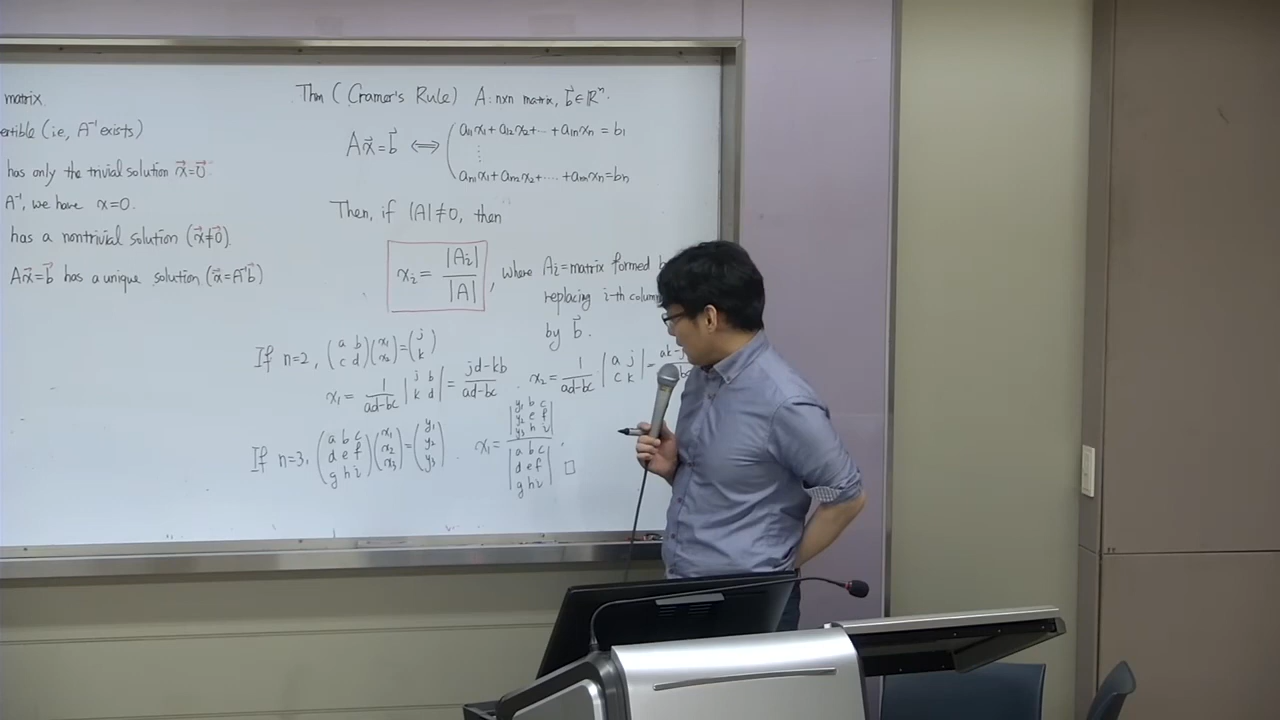 matrix.
ertible (ie, A⁻¹ exists)
has only the trivial solution x⃗=0⃗
A⁻¹, we have x=0.
has a nontrivial solution (x⃗≠0⃗).
Ax⃗=b⃗ has a unique solution (x⃗=A⁻¹b⃗)
Thm (Cramer's Rule) A: n×n matrix, b⃗∈ℝⁿ.
Ax⃗=b⃗ ⟺ ( a₁₁x₁+a₁₂x₂+⋯+a₁ₙxₙ=b₁
⋮
aₙ₁x₁+aₙ₂x₂+⋯+aₙₙxₙ=bₙ
Then, if |A|≠0, then
xᵢ = |Aᵢ| / |A| , where Aᵢ=matrix formed b
replacing i-th colum
by b⃗.
If n=2, (a b; c d)(x₁; x₂)=(j; k)
x₁ = 1/(ad-bc) |j b; k d| = (jd-kb)/(ad-bc) . x₂ = 1/(ad-bc) · |a j; c k| =
If n=3, (a b c; d e f; g h i)(x₁; x₂; x₃)=(y₁; y₂; y₃) . x₁ = |y₁ b c; y₂ e f; y₃ h i| / |a b c; d e f; g h i| . □